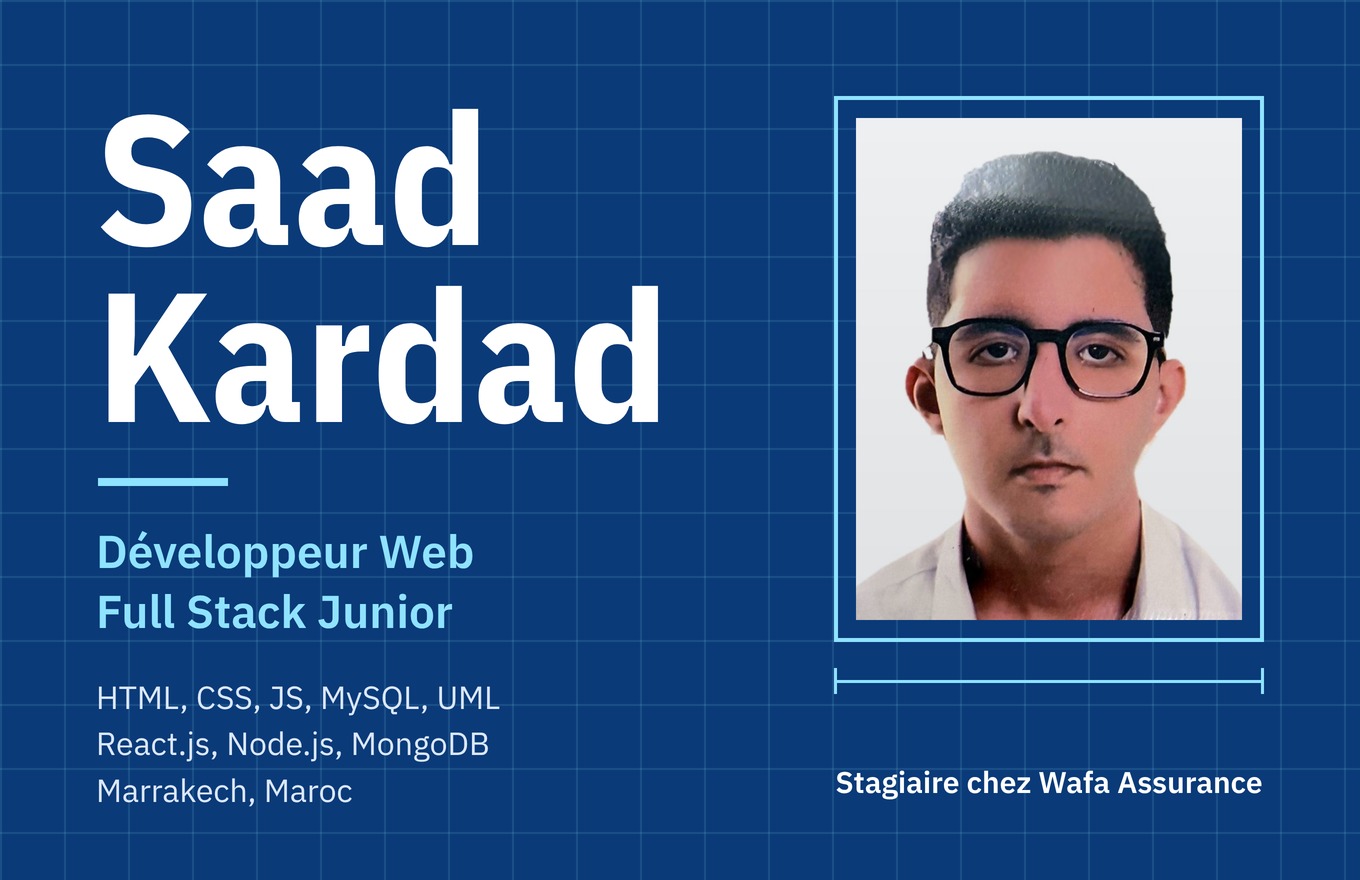 Saad
Kardad
Développeur Web
Full Stack Junior
HTML, CSS, JS, MySQL, UML
React.js, Node.js, MongoDB
Marrakech, Maroc
Stagiaire chez Wafa Assurance